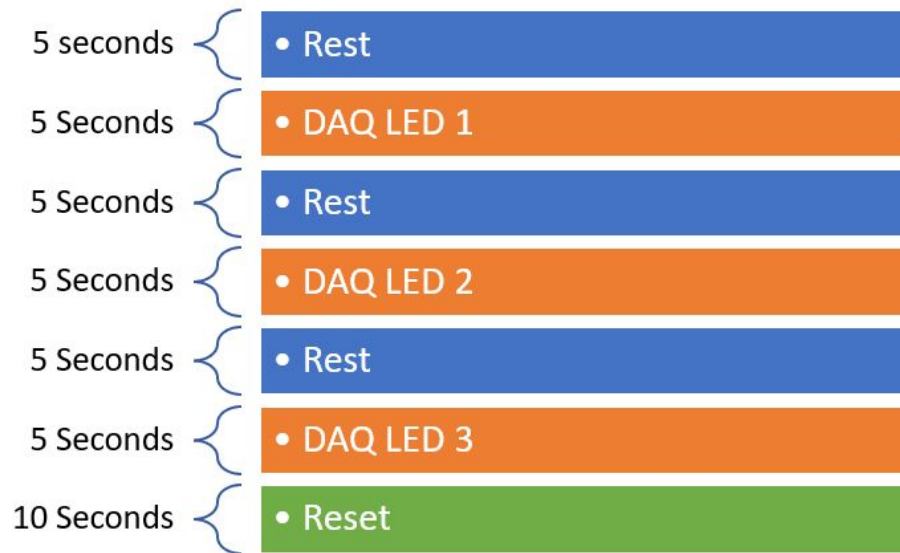 5 seconds • Rest
5 Seconds • DAQ LED 1
5 Seconds • Rest
5 Seconds • DAQ LED 2
5 Seconds • Rest
5 Seconds • DAQ LED 3
10 Seconds • Reset